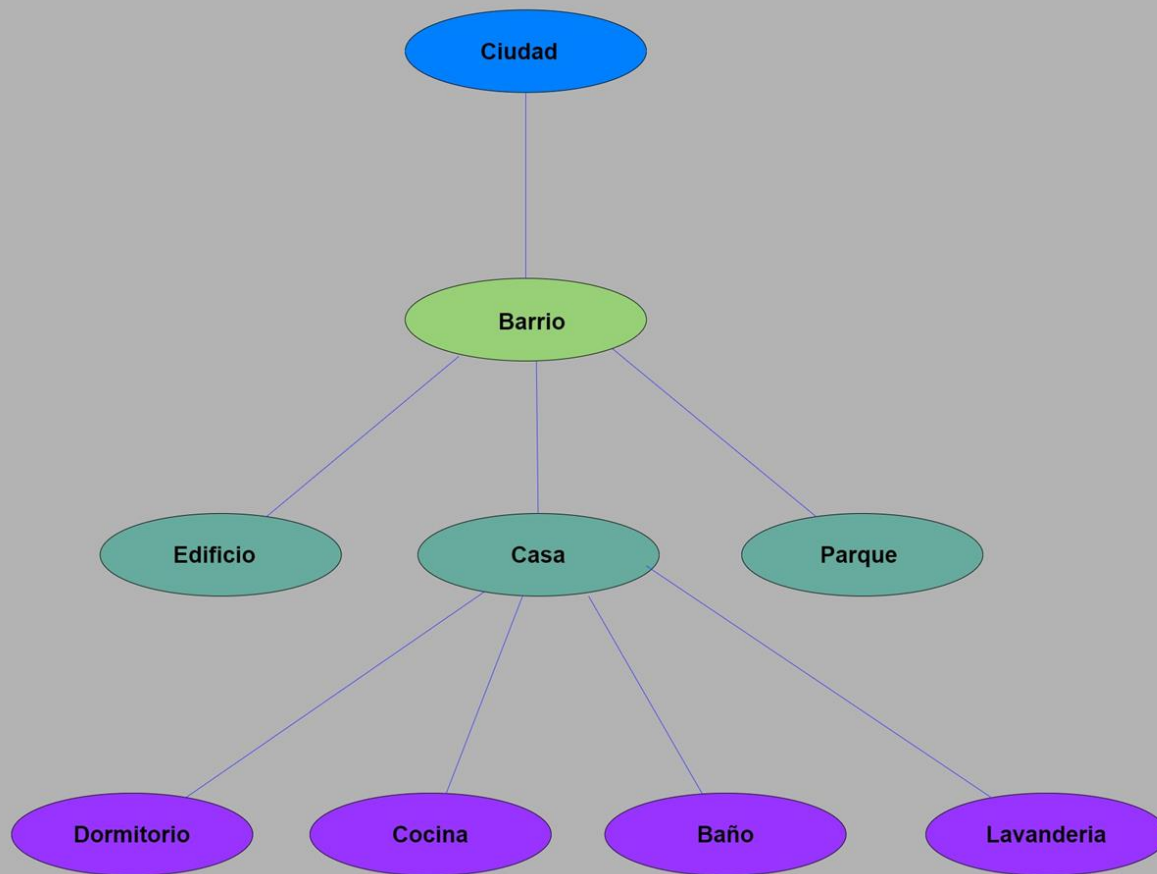 Ciudad
Barrio
Edificio
Casa
Parque
Dormitorio
Cocina
Baño
Lavanderia